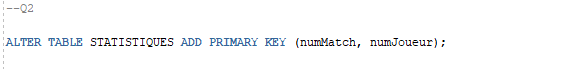 --Q2
ALTER TABLE STATISTIQUES ADD PRIMARY KEY (numMatch, numJoueur);